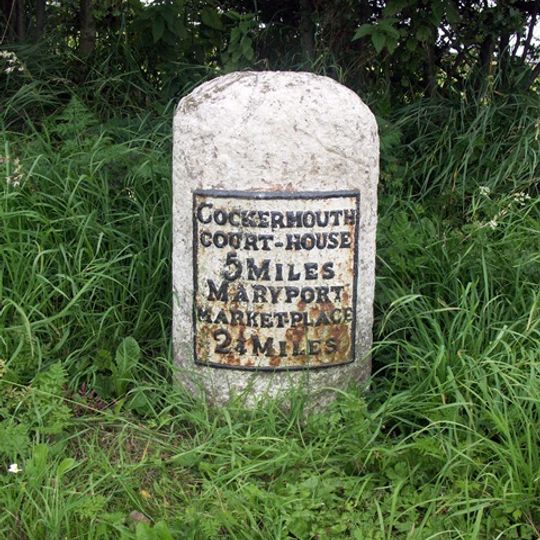 COCKERMOUTH
COURT-HOUSE
5 MILES
MARYPORT
MARKET-PLACE
2¼ MILES